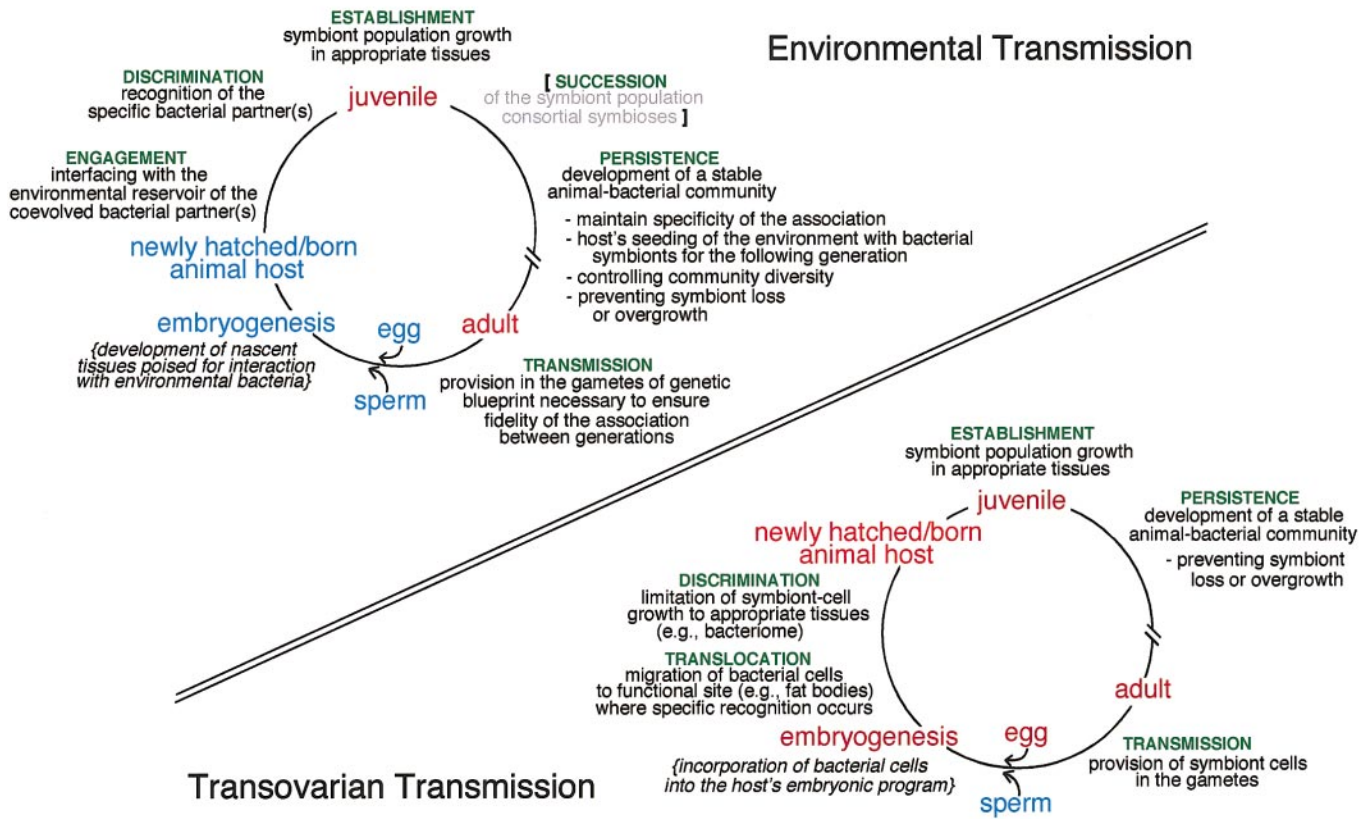 Environmental Transmission
ESTABLISHMENT
symbiont population growth
in appropriate tissues
juvenile
DISCRIMINATION
recognition of the
specific bacterial partner(s)
[ SUCCESSION
of the symbiont population
consortial symbioses ]
ENGAGEMENT
interfacing with the
environmental reservoir of the
coevolved bacterial partner(s)
PERSISTENCE
development of a stable
animal-bacterial community
- maintain specificity of the association
- host's seeding of the environment with bacterial
symbionts for the following generation
- controlling community diversity
- preventing symbiont loss
or overgrowth
newly hatched/born
animal host
embryogenesis
{development of nascent
tissues poised for interaction
with environmental bacteria}
egg
sperm
adult
TRANSMISSION
provision in the gametes of genetic
blueprint necessary to ensure
fidelity of the association
between generations
ESTABLISHMENT
symbiont population growth
in appropriate tissues
juvenile
newly hatched/born
animal host
PERSISTENCE
development of a stable
animal-bacterial community
- preventing symbiont
loss or overgrowth
DISCRIMINATION
limitation of symbiont-cell
growth to appropriate tissues
(e.g., bacteriome)
TRANSLOCATION
migration of bacterial cells
to functional site (e.g., fat bodies)
where specific recognition occurs
embryogenesis
{incorporation of bacterial cells
into the host's embryonic program}
egg
sperm
adult
TRANSMISSION
provision of symbiont cells
in the gametes
Transovarian Transmission